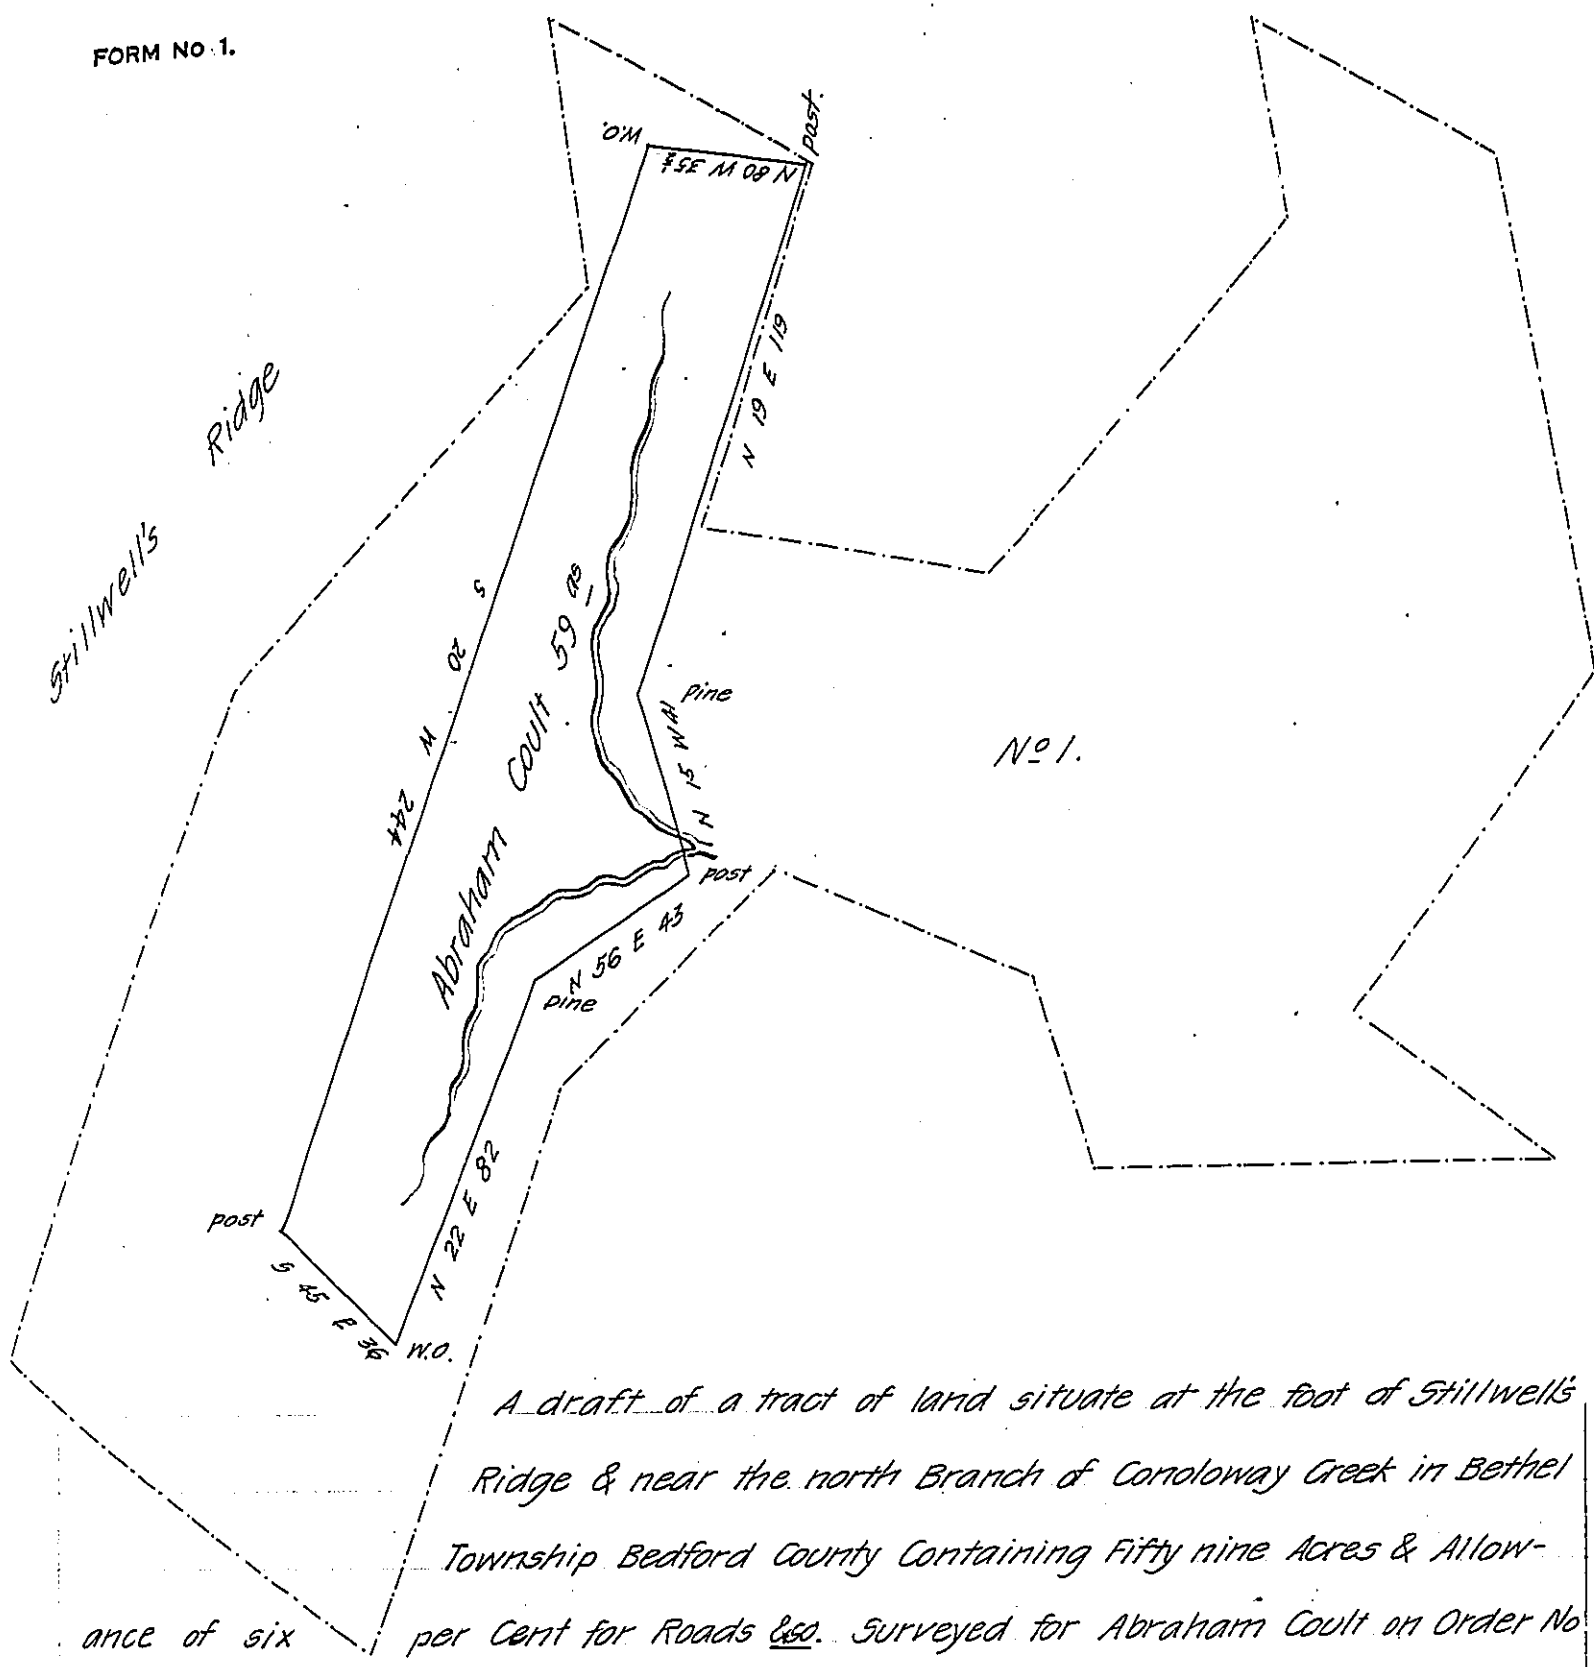 FORM NO 1.
post.
W.O.
N 80 W 35½
N 19 E 119
Ridge
Stillwell's
S 20 W 244
Abraham Coult 59 as
Pine
N 15 W 41
No 1.
post
N 56 E 43
pine
N 22 E 82
post
S 45 E 36
W.O.
A draft of a tract of land situate at the foot of Stillwell's
Ridge & near the north Branch of Conoloway Creek in Bethel
Township Bedford County Containing Fifty nine Acres & Allow-
ance of six per Cent for Roads &so. Surveyed for Abraham Coult on Order No